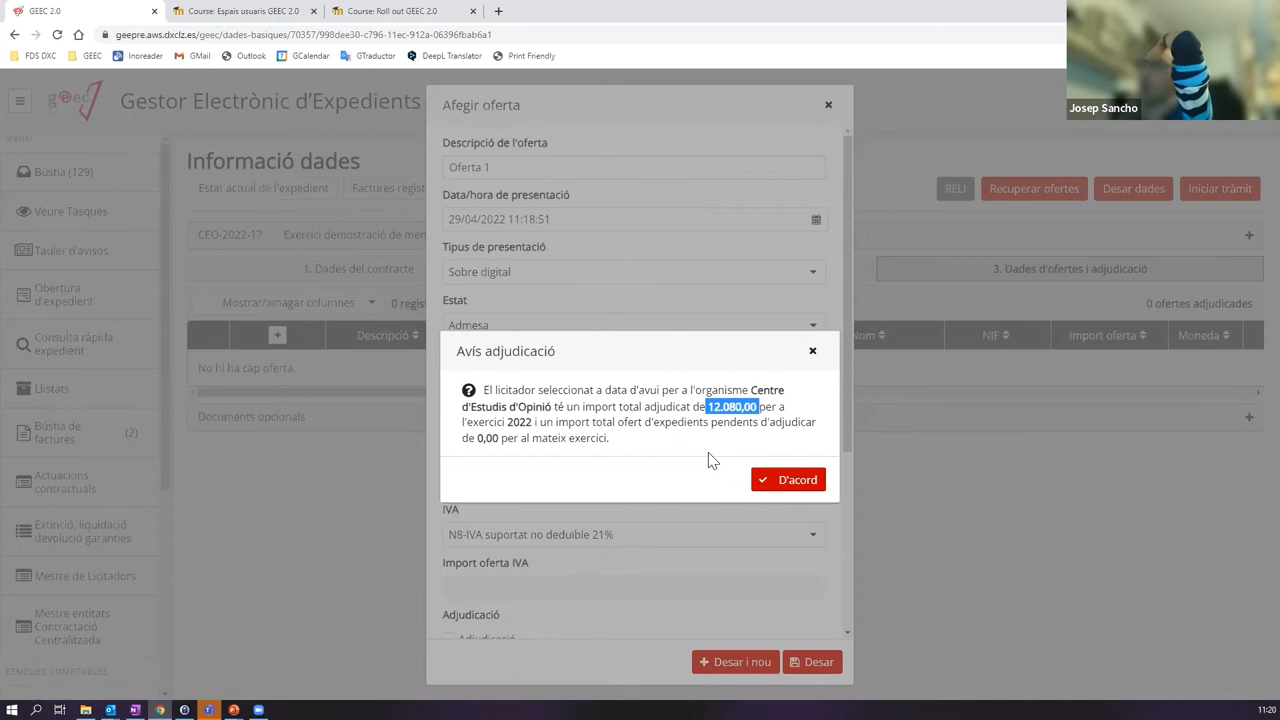 GEEC 2.0
Course: Espais usuaris GEEC 2.0
Course: Roll out GEEC 2.0
geepre.aws.dxclz.es/geec/dades-basiques/70357/998dee30-c796-11ec-912a-06396fbab6a1
FDS DXC
GEEC
Inoreader
GMail
Outlook
GCalendar
GTraductor
DeepL Translator
Print Friendly
Josep Sancho
geec
Gestor Electrònic d'Expedients
Afegir oferta
MENÚ
Bústia (129)
Veure Tasques
Tauler d'avisos
Obertura
d'expedient
Consulta ràpida
expedient
Llistats
Bústia de
factures
(2)
Actuacions
contractuals
Extinció, liquidació,
devolució garanties
Mestre de Licitadors
Mestre entitats
Contractació
Centralitzada
Informació dades
Estat actual de l'expedient
Factures regist
RELI
Recuperar ofertes
Desar dades
Iniciar tràmit
CEO-2022-17
Exercici demostració de men
1. Dades del contracte
3. Dades d'ofertes i adjudicació
Mostrar/amagar columnes
0 regis
0 ofertes adjudicades
Descripció
Nom
NIF
Import oferta
Moneda
No hi ha cap oferta.
Documents opcionals
Descripció de l'oferta
Oferta 1
Data/hora de presentació
29/04/2022 11:18:51
Tipus de presentació
Sobre digital
Estat
Admesa
Avís adjudicació
El licitador seleccionat a data d'avui per a l'organisme Centre
d'Estudis d'Opinió té un import total adjudicat de 12.080,00 per a
l'exercici 2022 i un import total ofert d'expedients pendents d'adjudicar
de 0,00 per al mateix exercici.
D'acord
IVA
N8-IVA suportat no deduïble 21%
Import oferta IVA
Adjudicació
Adjudicació
Desar i nou
Desar
11:20